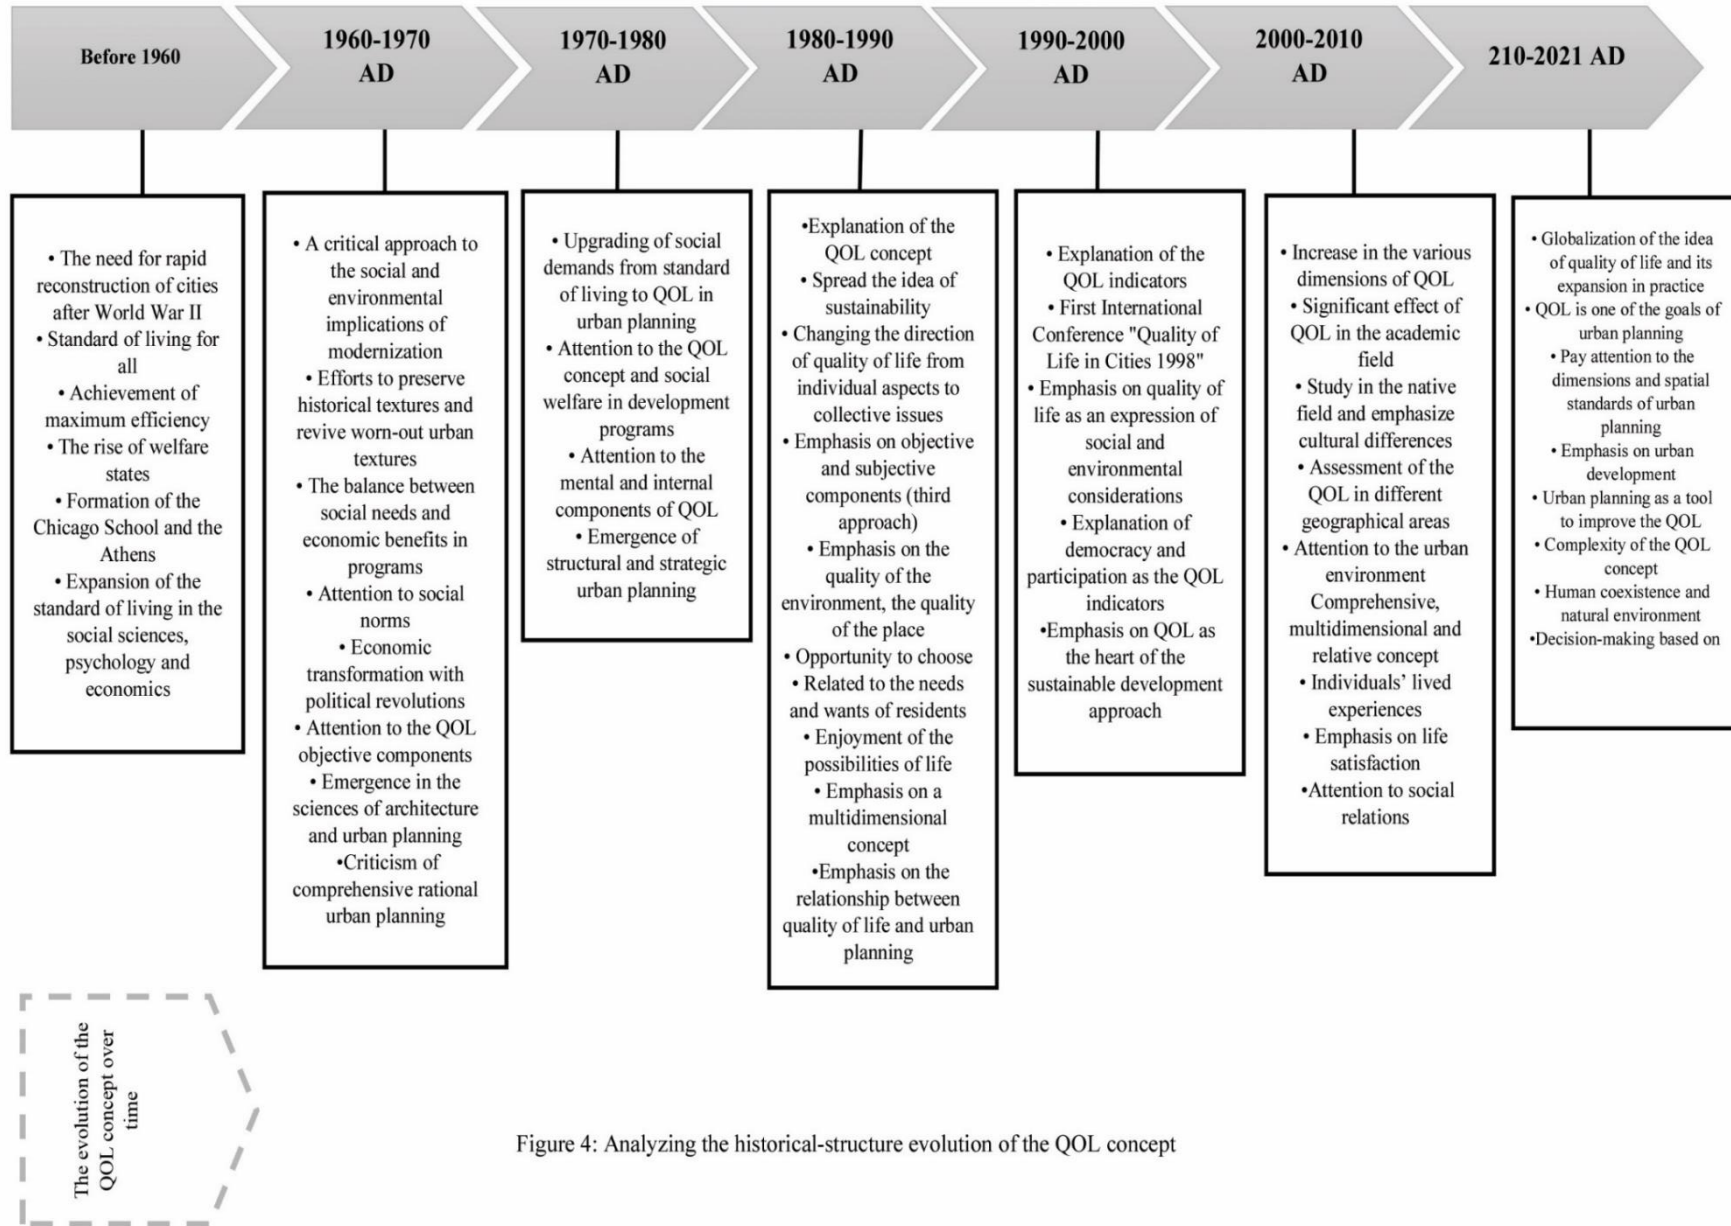 Before 1960
1960-1970
AD
1970-1980
AD
1980-1990
AD
1990-2000
AD
2000-2010
AD
210-2021 AD
• The need for rapid
reconstruction of cities
after World War II
• Standard of living for
all
• Achievement of
maximum efficiency
• The rise of welfare
states
• Formation of the
Chicago School and the
Athens
• Expansion of the
standard of living in the
social sciences,
psychology and
economics
• A critical approach to
the social and
environmental
implications of
modernization
• Efforts to preserve
historical textures and
revive worn-out urban
textures
• The balance between
social needs and
economic benefits in
programs
• Attention to social
norms
• Economic
transformation with
political revolutions
• Attention to the QOL
objective components
• Emergence in the
sciences of architecture
and urban planning
•Criticism of
comprehensive rational
urban planning
• Upgrading of social
demands from standard
of living to QOL in
urban planning
• Attention to the QOL
concept and social
welfare in development
programs
• Attention to the
mental and internal
components of QOL
• Emergence of
structural and strategic
urban planning
•Explanation of the
QOL concept
• Spread the idea of
sustainability
• Changing the direction
of quality of life from
individual aspects to
collective issues
• Emphasis on objective
and subjective
components (third
approach)
• Emphasis on the
quality of the
environment, the quality
of the place
• Opportunity to choose
• Related to the needs
and wants of residents
• Enjoyment of the
possibilities of life
• Emphasis on a
multidimensional
concept
•Emphasis on the
relationship between
quality of life and urban
planning
• Explanation of the
QOL indicators
• First International
Conference "Quality of
Life in Cities 1998"
• Emphasis on quality of
life as an expression of
social and
environmental
considerations
• Explanation of
democracy and
participation as the QOL
indicators
•Emphasis on QOL as
the heart of the
sustainable development
approach
• Increase in the various
dimensions of QOL
• Significant effect of
QOL in the academic
field
• Study in the native
field and emphasize
cultural differences
• Assessment of the
QOL in different
geographical areas
• Attention to the urban
environment
Comprehensive,
multidimensional and
relative concept
• Individuals’ lived
experiences
• Emphasis on life
satisfaction
•Attention to social
relations
• Globalization of the idea
of quality of life and its
expansion in practice
• QOL is one of the goals of
urban planning
• Pay attention to the
dimensions and spatial
standards of urban
planning
• Emphasis on urban
development
• Urban planning as a tool
to improve the QOL
• Complexity of the QOL
concept
• Human coexistence and
natural environment
•Decision-making based on
The evolution of the
QOL concept over
time
Figure 4: Analyzing the historical-structure evolution of the QOL concept